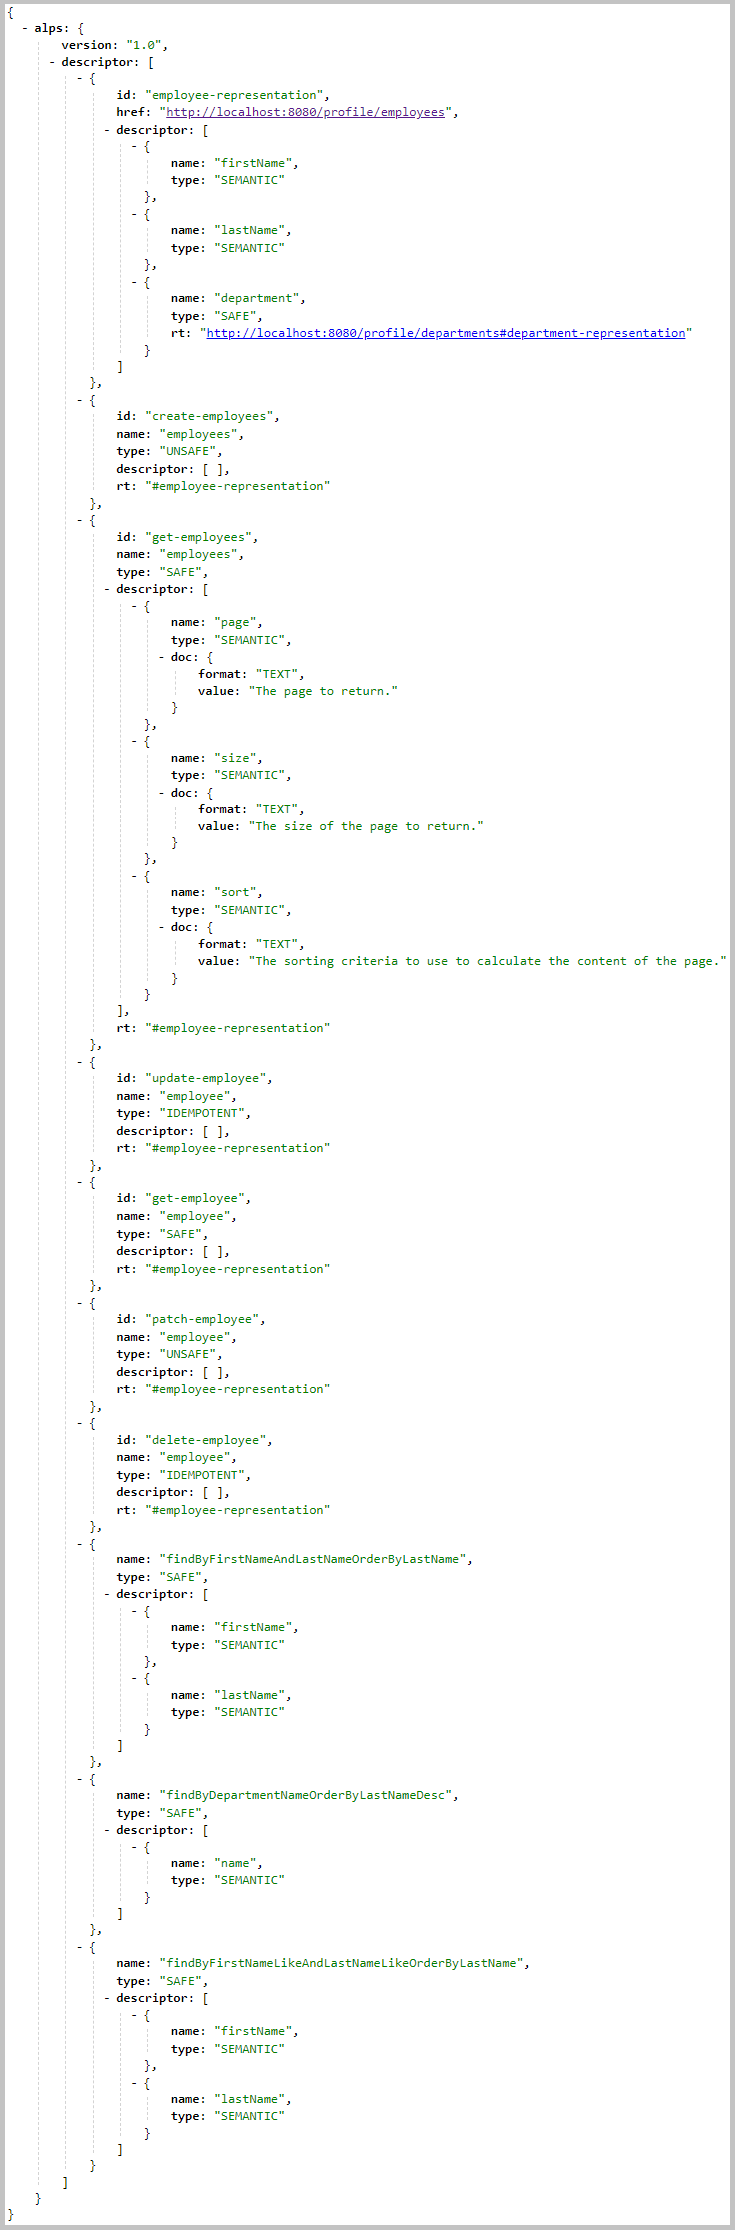 {
- alps: {
version: "1.0",
- descriptor: [
- {
id: "employee-representation",
href: "http://localhost:8080/profile/employees",
- descriptor: [
- {
name: "firstName",
type: "SEMANTIC"
},
- {
name: "lastName",
type: "SEMANTIC"
},
- {
name: "department",
type: "SAFE",
rt: "http://localhost:8080/profile/departments#department-representation"
}
]
},
- {
id: "create-employees",
name: "employees",
type: "UNSAFE",
descriptor: [ ],
rt: "#employee-representation"
},
- {
id: "get-employees",
name: "employees",
type: "SAFE",
- descriptor: [
- {
name: "page",
type: "SEMANTIC",
- doc: {
format: "TEXT",
value: "The page to return."
}
},
- {
name: "size",
type: "SEMANTIC",
- doc: {
format: "TEXT",
value: "The size of the page to return."
}
},
- {
name: "sort",
type: "SEMANTIC",
- doc: {
format: "TEXT",
value: "The sorting criteria to use to calculate the content of the page."
}
}
],
rt: "#employee-representation"
},
- {
id: "update-employee",
name: "employee",
type: "IDEMPOTENT",
descriptor: [ ],
rt: "#employee-representation"
},
- {
id: "get-employee",
name: "employee",
type: "SAFE",
descriptor: [ ],
rt: "#employee-representation"
},
- {
id: "patch-employee",
name: "employee",
type: "UNSAFE",
descriptor: [ ],
rt: "#employee-representation"
},
- {
id: "delete-employee",
name: "employee",
type: "IDEMPOTENT",
descriptor: [ ],
rt: "#employee-representation"
},
- {
name: "findByFirstNameAndLastNameOrderByLastName",
type: "SAFE",
- descriptor: [
- {
name: "firstName",
type: "SEMANTIC"
},
- {
name: "lastName",
type: "SEMANTIC"
}
]
},
- {
name: "findByDepartmentNameOrderByLastNameDesc",
type: "SAFE",
- descriptor: [
- {
name: "name",
type: "SEMANTIC"
}
]
},
- {
name: "findByFirstNameLikeAndLastNameLikeOrderByLastName",
type: "SAFE",
- descriptor: [
- {
name: "firstName",
type: "SEMANTIC"
},
- {
name: "lastName",
type: "SEMANTIC"
}
]
}
]
}
}